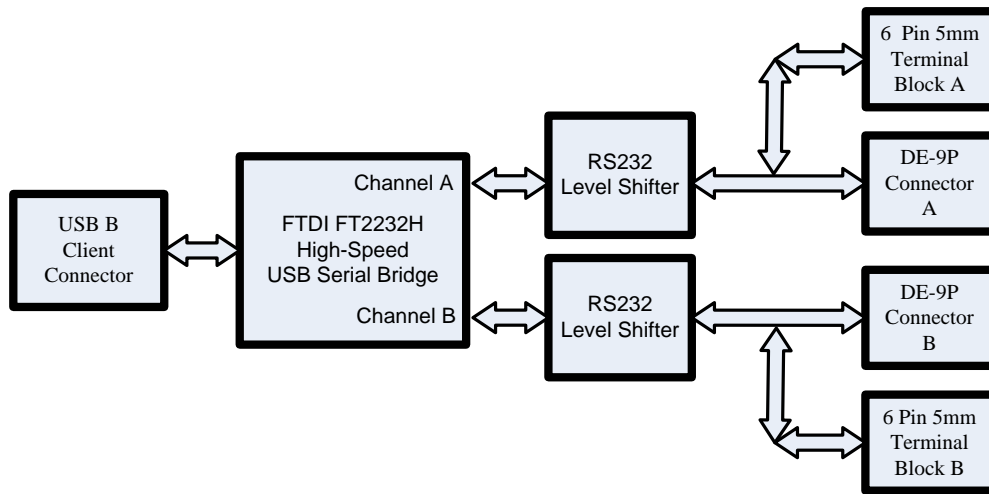 USB B
Client
Connector
Channel A
FTDI FT2232H
High-Speed
USB Serial Bridge
Channel B
RS232
Level Shifter
RS232
Level Shifter
6 Pin 5mm
Terminal
Block A
DE-9P
Connector
A
DE-9P
Connector
B
6 Pin 5mm
Terminal
Block B